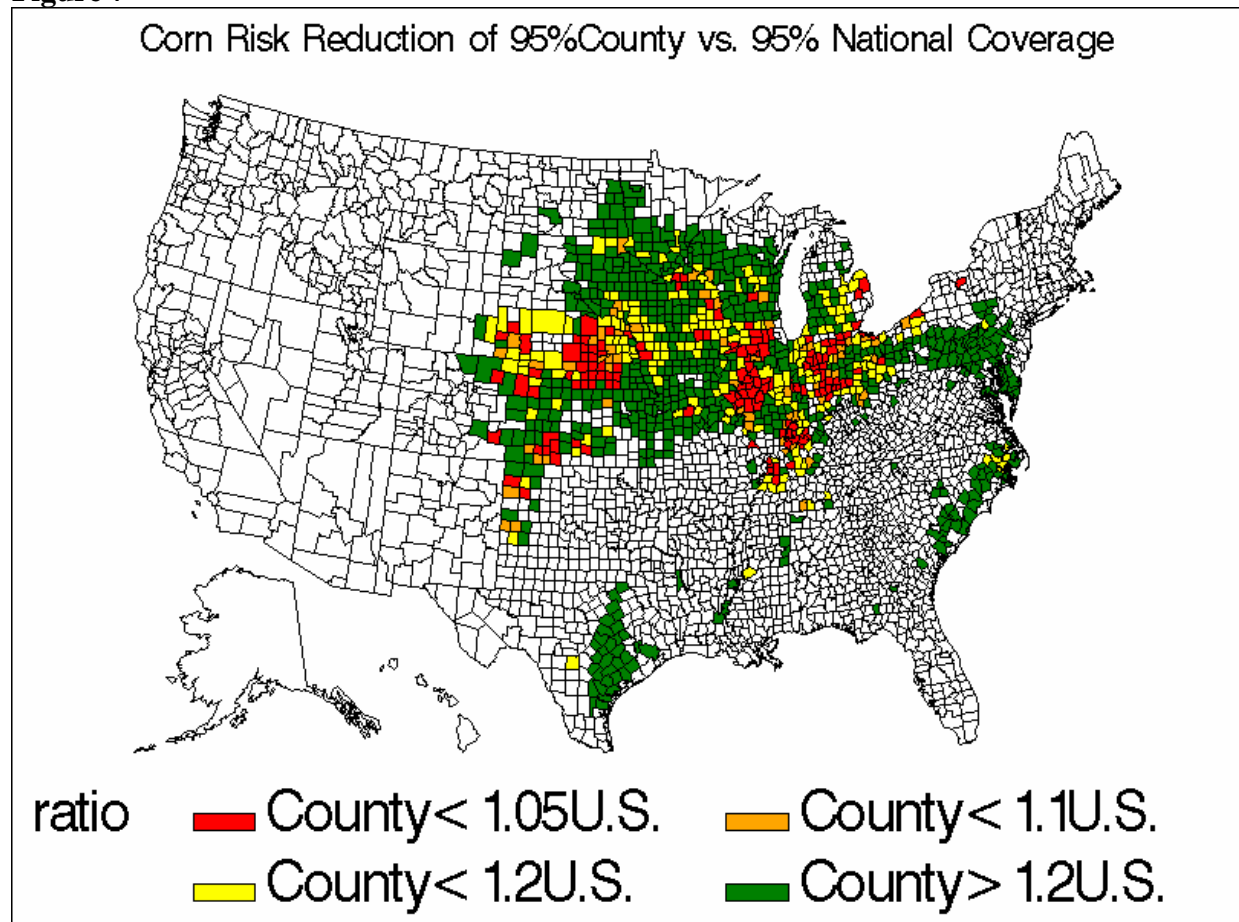 Corn Risk Reduction of 95%County vs. 95% National Coverage
ratio
County< 1.05U.S.
County< 1.1U.S.
County< 1.2U.S.
County> 1.2U.S.